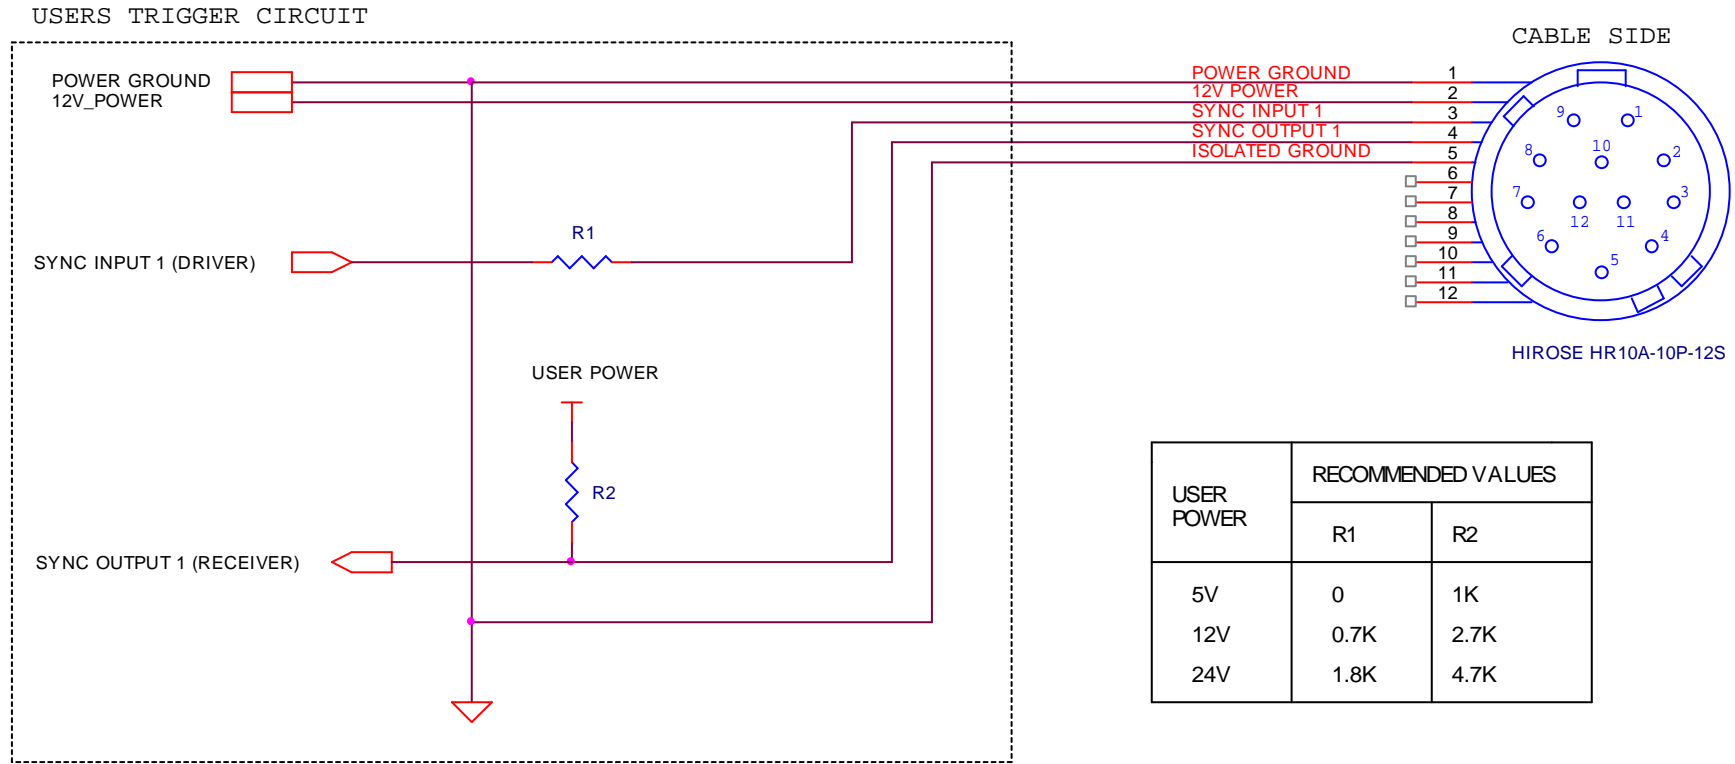 USERS TRIGGER CIRCUIT
CABLE SIDE
POWER GROUND
12V_POWER
POWER GROUND 1
12V POWER 2
SYNC INPUT 1 3
SYNC OUTPUT 1 4
ISOLATED GROUND 5
6
7
8
9
10
11
12
9 1
8 10 2
7 12 11 3
6 4
5
R1
SYNC INPUT 1 (DRIVER)
HIROSE HR10A-10P-12S
USER POWER
R2
SYNC OUTPUT 1 (RECEIVER)
USER POWER
RECOMMENDED VALUES
R1 R2
5V 0 1K
12V 0.7K 2.7K
24V 1.8K 4.7K